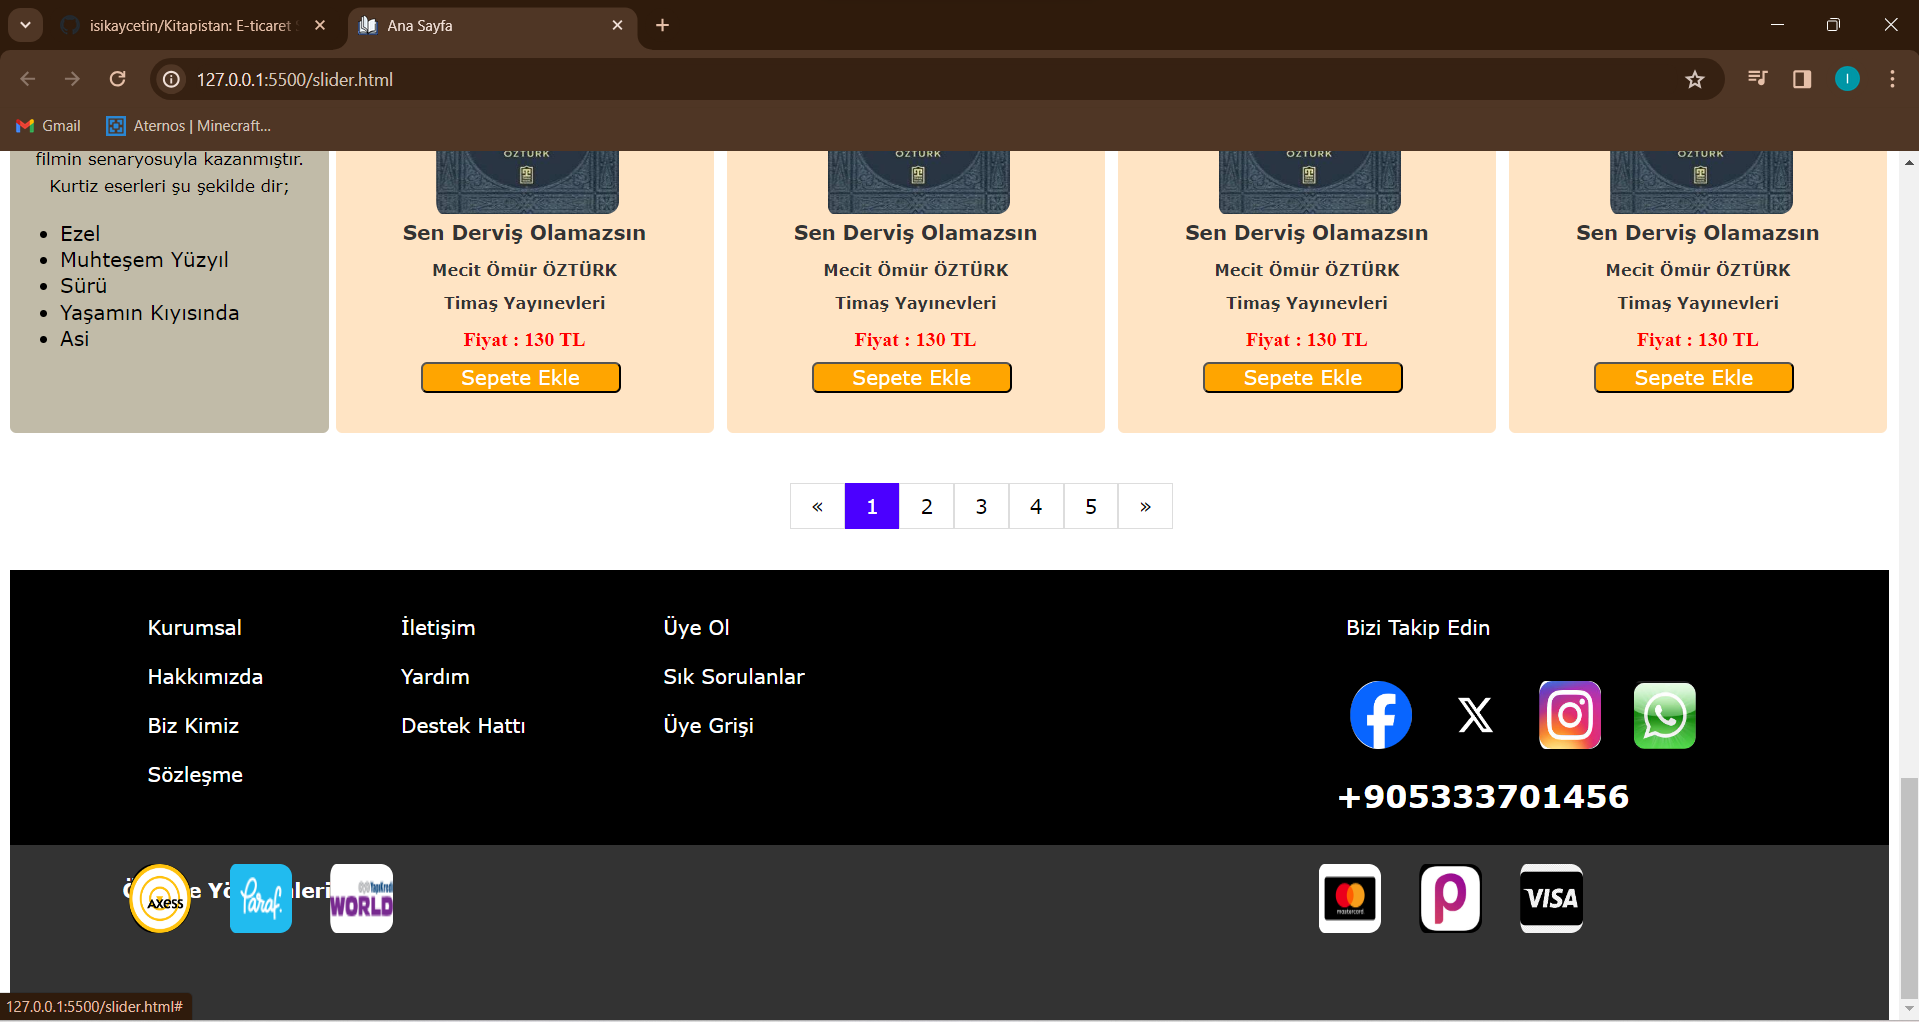 isikaycetin/Kitapistan: E-ticaret
Ana Sayfa
127.0.0.1:5500/slider.html
I
Gmail
Aternos | Minecraft...
filmin senaryosuyla kazanmıştır.
Kurtiz eserleri şu şekilde dir;
Ezel
Muhteşem Yüzyıl
Sürü
Yaşamın Kıyısında
Asi
ÖZTÜRK
Sen Derviş Olamazsın
Mecit Ömür ÖZTÜRK
Timaş Yayınevleri
Fiyat : 130 TL
Sepete Ekle
ÖZTÜRK
Sen Derviş Olamazsın
Mecit Ömür ÖZTÜRK
Timaş Yayınevleri
Fiyat : 130 TL
Sepete Ekle
ÖZTÜRK
Sen Derviş Olamazsın
Mecit Ömür ÖZTÜRK
Timaş Yayınevleri
Fiyat : 130 TL
Sepete Ekle
ÖZTÜRK
Sen Derviş Olamazsın
Mecit Ömür ÖZTÜRK
Timaş Yayınevleri
Fiyat : 130 TL
Sepete Ekle
« 1 2 3 4 5 »
Kurumsal
Hakkımızda
Biz Kimiz
Sözleşme
İletişim
Yardım
Destek Hattı
Üye Ol
Sık Sorulanlar
Üye Grişi
Bizi Takip Edin
+905333701456
AXESS
Paraf.
YapıKredi
WORLD
mastercard
VISA
127.0.0.1:5500/slider.html#